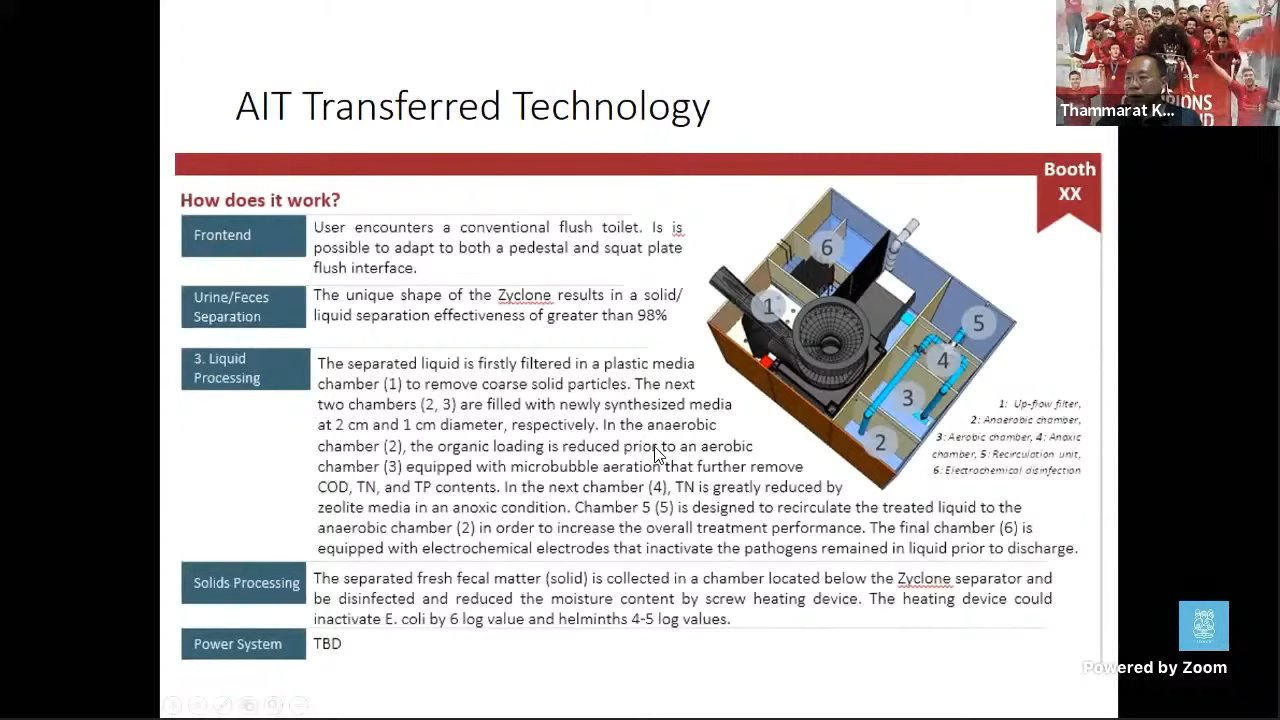 AIT Transferred Technology
Thammarat K...
Booth
XX
How does it work?
Frontend
User encounters a conventional flush toilet. Is is
possible to adapt to both a pedestal and squat plate
flush interface.
Urine/Feces
Separation
The unique shape of the Zyclone results in a solid/
liquid separation effectiveness of greater than 98%
3. Liquid
Processing
The separated liquid is firstly filtered in a plastic media
chamber (1) to remove coarse solid particles. The next
two chambers (2, 3) are filled with newly synthesized media
at 2 cm and 1 cm diameter, respectively. In the anaerobic
chamber (2), the organic loading is reduced prior to an aerobic
chamber (3) equipped with microbubble aeration that further remove
COD, TN, and TP contents. In the next chamber (4), TN is greatly reduced by
zeolite media in an anoxic condition. Chamber 5 (5) is designed to recirculate the treated liquid to the
anaerobic chamber (2) in order to increase the overall treatment performance. The final chamber (6) is
equipped with electrochemical electrodes that inactivate the pathogens remained in liquid prior to discharge.
6
1
5
4
3
2
1: Up-flow filter,
2: Anaerobic chamber,
3: Aerobic chamber, 4: Anoxic
chamber, 5: Recirculation unit,
6: Electrochemical disinfection
Solids Processing
The separated fresh fecal matter (solid) is collected in a chamber located below the Zyclone separator and
be disinfected and reduced the moisture content by screw heating device. The heating device could
inactivate E. coli by 6 log value and helminths 4-5 log values.
Power System
TBD
Powered by Zoom